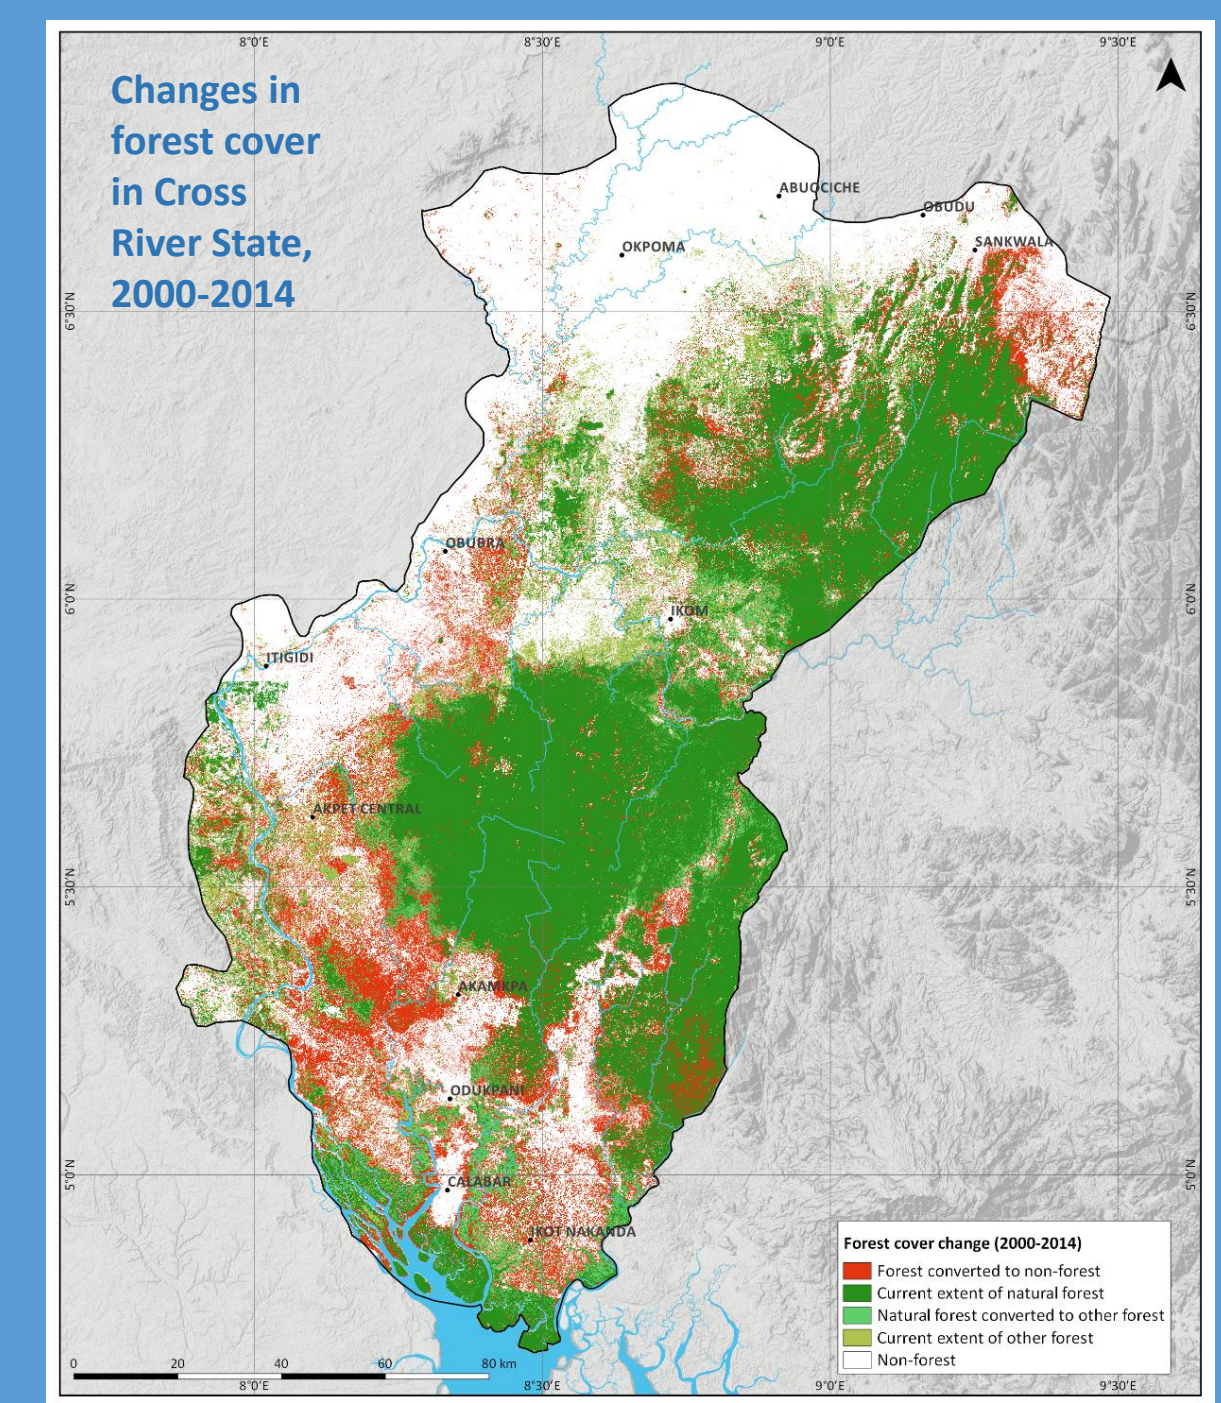 8°0'E 8°30'E 9°0'E 9°30'E
Changes in
forest cover
in Cross
River State,
2000-2014
ABUOCICHE
OBUDU
SANKWALA
OKPOMA
6°30'N 6°30'N
OBUBRA
6°0'N 6°0'N
IKOM
ITIGIDI
AKPET CENTRAL
5°30'N 5°30'N
AKAMKPA
ODUKPANI
5°0'N 5°0'N
CALABAR
IKOT NAKANDA
Forest cover change (2000-2014)
Forest converted to non-forest
Current extent of natural forest
Natural forest converted to other forest
Current extent of other forest
Non-forest
0 20 40 60 80 km
8°0'E 8°30'E 9°0'E 9°30'E